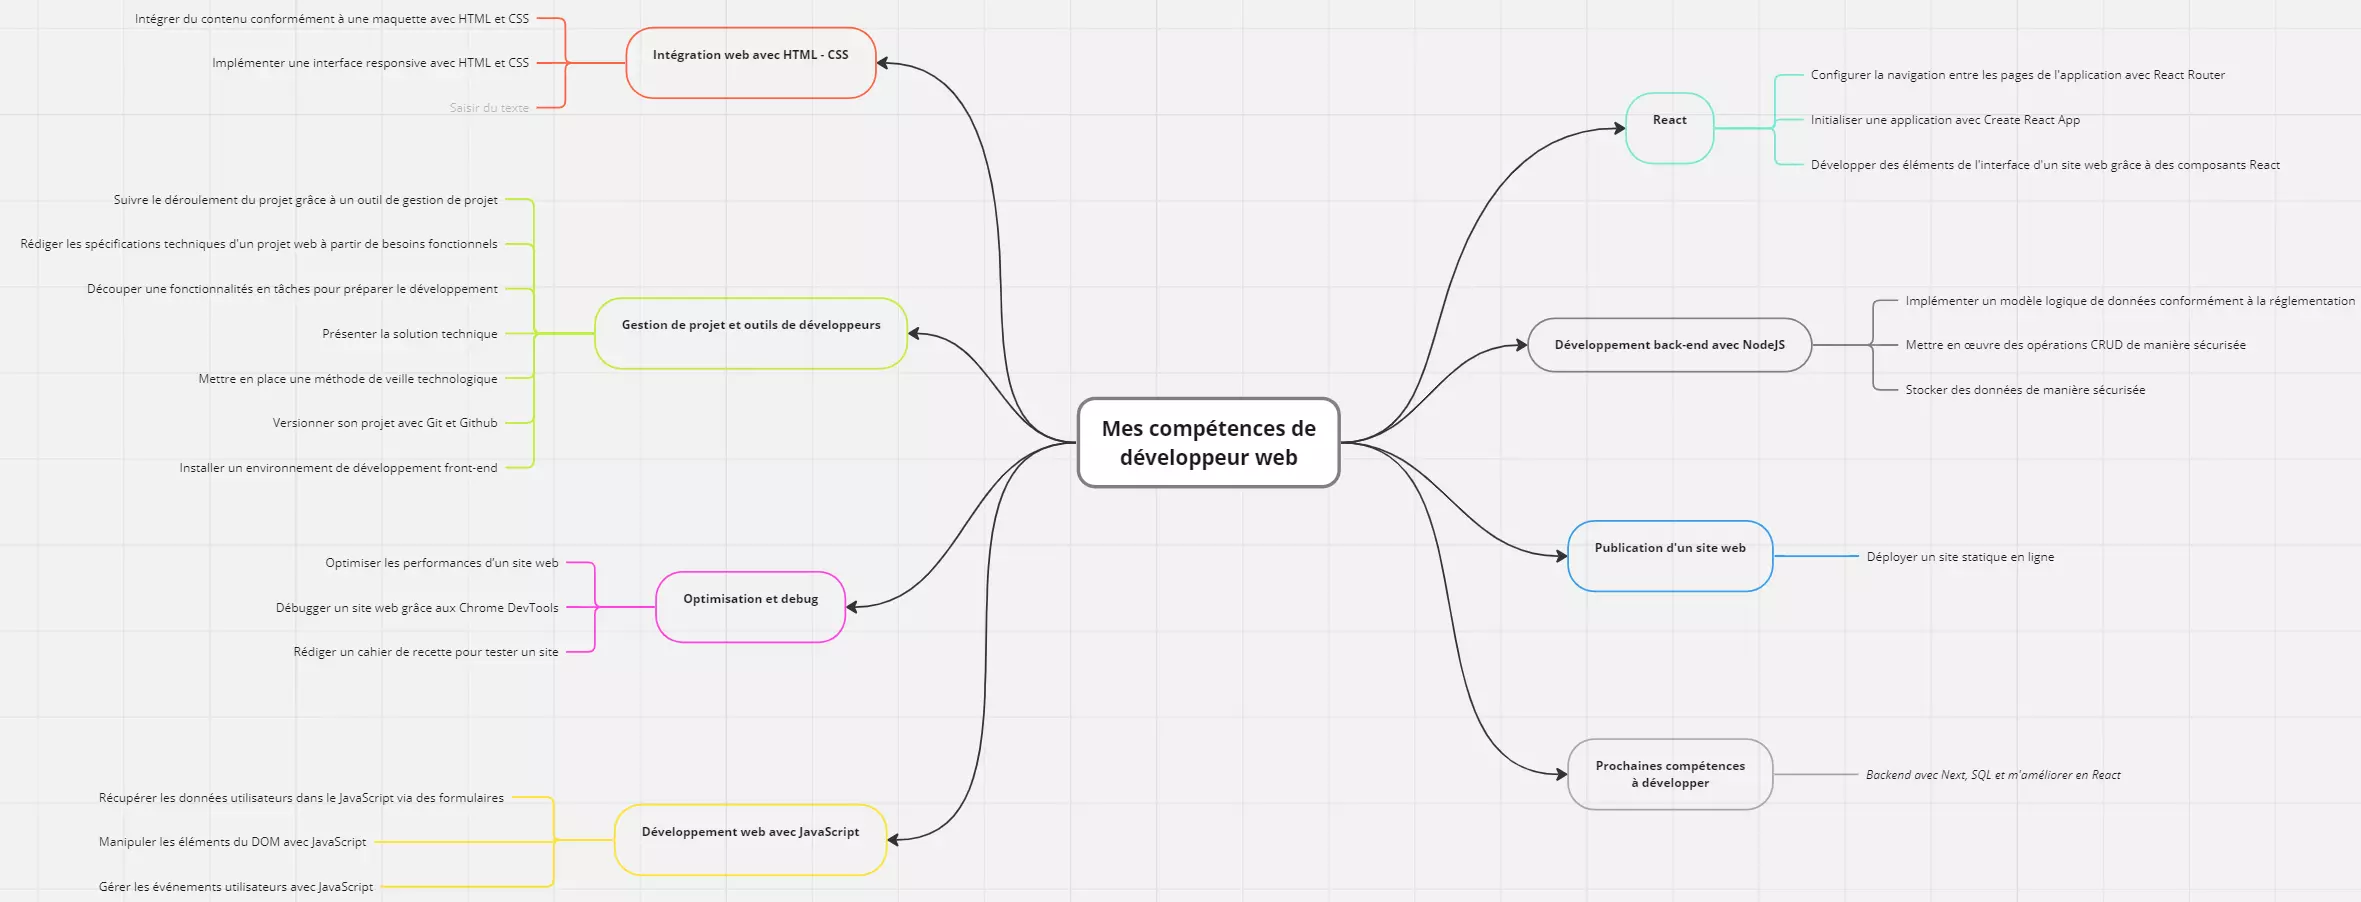 Intégrer du contenu conformément à une maquette avec HTML et CSS
Implémenter une interface responsive avec HTML et CSS
Saisir du texte
Intégration web avec HTML - CSS
Suivre le déroulement du projet grâce à un outil de gestion de projet
Rédiger les spécifications techniques d'un projet web à partir de besoins fonctionnels
Découper une fonctionnalités en tâches pour préparer le développement
Présenter la solution technique
Mettre en place une méthode de veille technologique
Versionner son projet avec Git et Github
Installer un environnement de développement front-end
Gestion de projet et outils de développeurs
Optimiser les performances d'un site web
Débugger un site web grâce aux Chrome DevTools
Rédiger un cahier de recette pour tester un site
Optimisation et debug
Récupérer les données utilisateurs dans le JavaScript via des formulaires
Manipuler les éléments du DOM avec JavaScript
Gérer les événements utilisateurs avec JavaScript
Développement web avec JavaScript
Mes compétences de
développeur web
React
Configurer la navigation entre les pages de l'application avec React Router
Initialiser une application avec Create React App
Développer des éléments de l'interface d'un site web grâce à des composants React
Développement back-end avec NodeJS
Implémenter un modèle logique de données conformément à la réglementation
Mettre en œuvre des opérations CRUD de manière sécurisée
Stocker des données de manière sécurisée
Publication d'un site web
Déployer un site statique en ligne
Prochaines compétences
à développer
Backend avec Next, SQL et m'améliorer en React